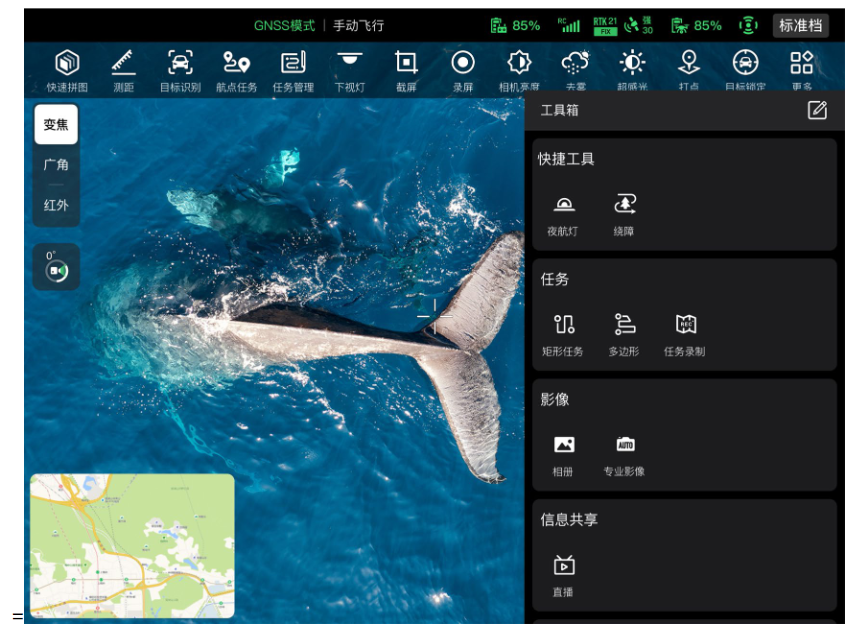 GNSS模式 | 手动飞行
85%
RC
RTK 21
FIX
强
30
85%
标准档
快速拼图 测距 目标识别 航点任务 任务管理 下视灯 截屏 录屏 相机亮度 去雾 超感光 打点 目标锁定 更多
变焦
广角
红外
0°
工具箱
快捷工具
夜航灯 绕障
任务
REC
矩形任务 多边形 任务录制
影像
AUTO
相册 专业影像
信息共享
直播
=